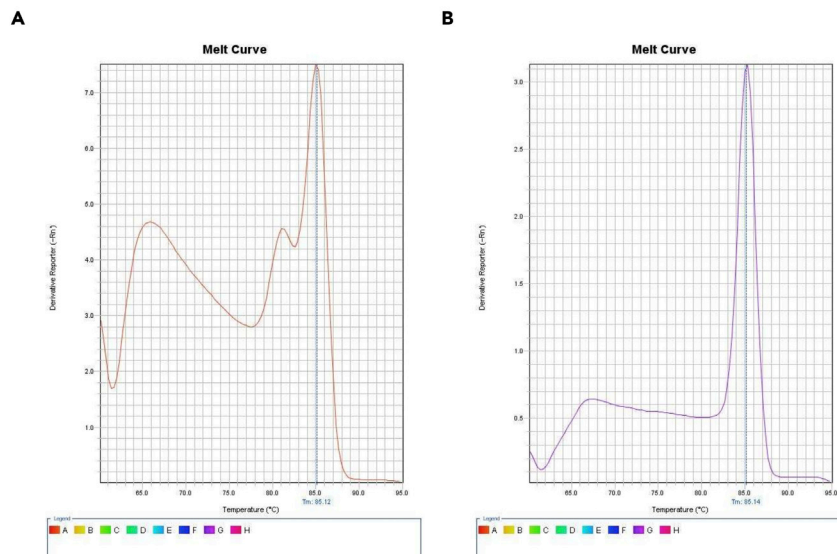 A
Melt Curve
7.0
6.0
5.0
4.0
3.0
2.0
1.0
Derivative Reporter (-Rn')
65.0 70.0 75.0 80.0 85.0 90.0 95.0
Tm: 85.12
Temperature (°C)
Legend
A B C D E F G H
B
Melt Curve
3.0
2.5
2.0
1.5
1.0
0.5
Derivative Reporter (-Rn')
65.0 70.0 75.0 80.0 85.0 90.0 95.0
Tm: 85.14
Temperature (°C)
Legend
A B C D E F G H